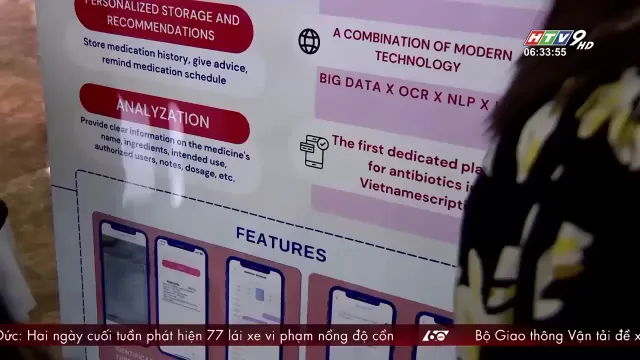 PERSONALIZED STORAGE AND
RECOMMENDATIONS
Store medication history, give advice,
remind medication schedule
ANALYZATION
Provide clear information on the medicine's
name, ingredients, intended use,
authorized users, notes, dosage, etc.
A COMBINATION OF MODERN
TECHNOLOGY
BIG DATA X OCR X NLP X
The first dedicated
for antibiotics
FEATURES
HTV9 HD
06:33:55
Đức: Hai ngày cuối tuần phát hiện 77 lái xe vi phạm nồng độ cồn
60
Bộ Giao thông Vận tải đề